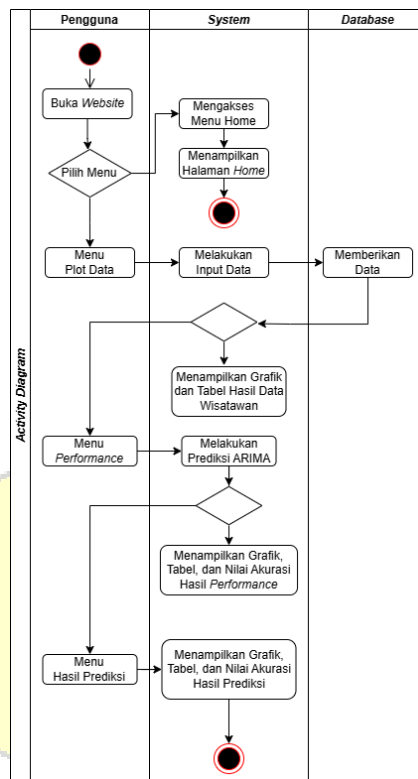 Pengguna
System
Database
Activity Diagram
Buka Website
Mengakses
Menu Home
Pilih Menu
Menampilkan
Halaman Home
Menu
Plot Data
Melakukan
Input Data
Memberikan
Data
Menampilkan Grafik
dan Tabel Hasil Data
Wisatawan
Menu
Performance
Melakukan
Prediksi ARIMA
Menampilkan Grafik,
Tabel, dan Nilai Akurasi
Hasil Performance
Menu
Hasil Prediksi
Menampilkan Grafik,
Tabel, dan Nilai Akurasi
Hasil Prediksi